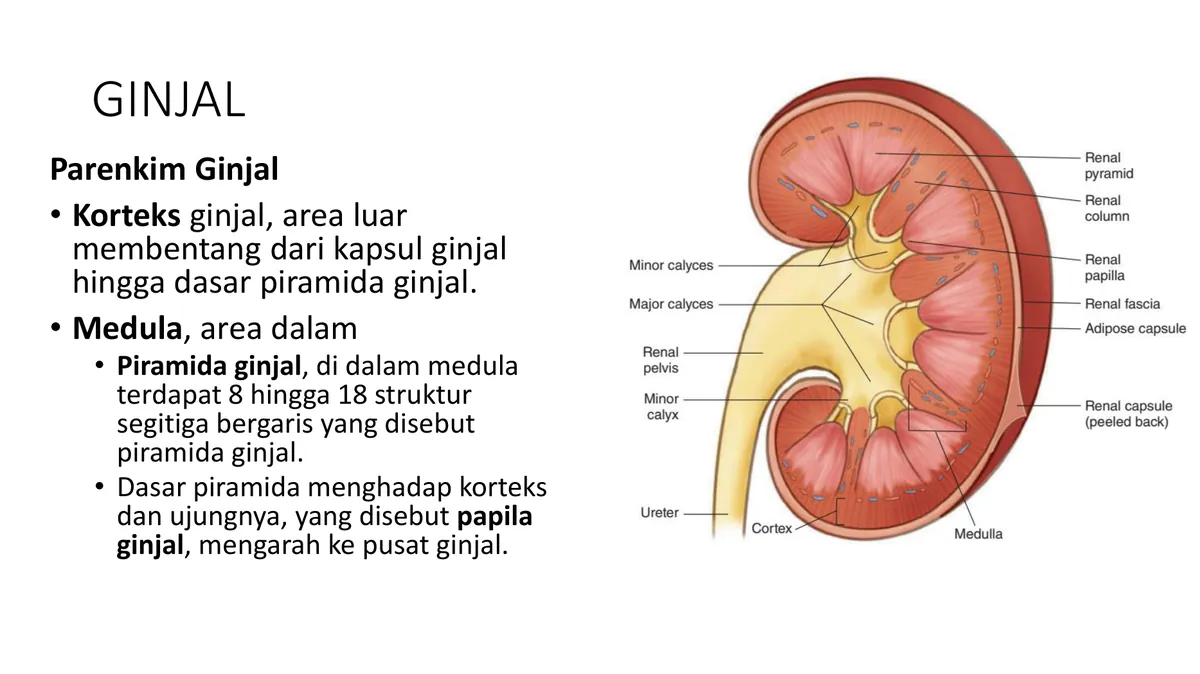 GINJAL
Parenkim Ginjal
• Korteks ginjal, area luar
membentang dari kapsul ginjal
hingga dasar piramida ginjal.
• Medula, area dalam
• Piramida ginjal, di dalam medula
terdapat 8 hingga 18 struktur
segitiga bergaris yang disebut
piramida ginjal.
• Dasar piramida menghadap korteks
dan ujungnya, yang disebut papila
ginjal, mengarah ke pusat ginjal.
Minor calyces
Major calyces
Renal
pelvis
Minor
calyx
Ureter
Cortex
Medulla
Renal
pyramid
Renal
column
Renal
papilla
Renal fascia
Adipose capsule
Renal capsule
(peeled back)